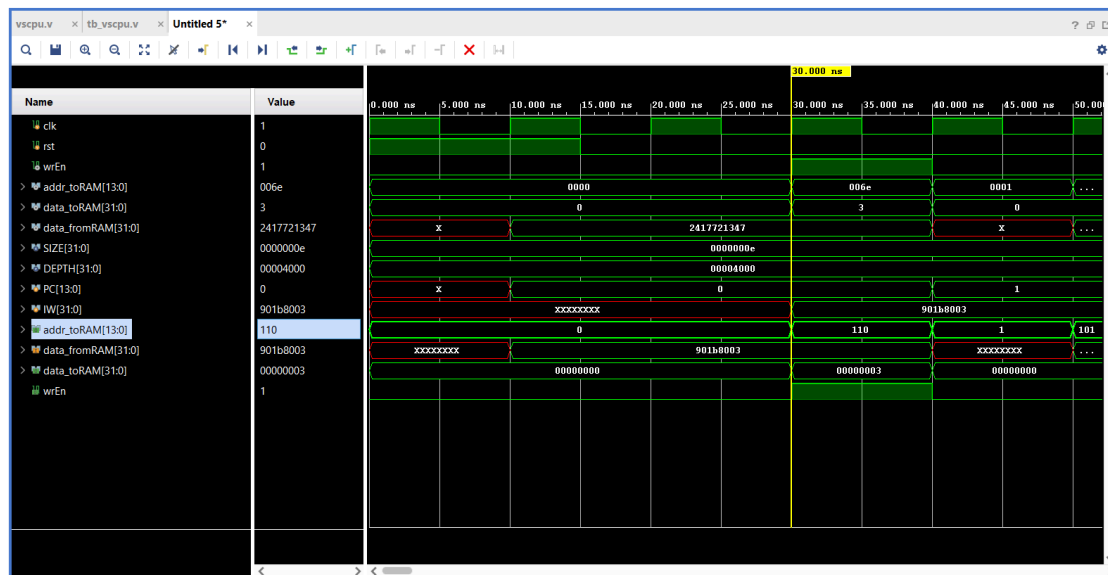 vscpu.v × tb_vscpu.v × Untitled 5* × ?
30.000 ns
Name Value 0.000 ns 5.000 ns 10.000 ns 15.000 ns 20.000 ns 25.000 ns 30.000 ns 35.000 ns 40.000 ns 45.000 ns 50.00
clk 1
rst 0
wrEn 1
addr_toRAM[13:0] 006e 0000 006e 0001 ...
data_toRAM[31:0] 3 0 3 0
data_fromRAM[31:0] 2417721347 X 2417721347 X ...
SIZE[31:0] 0000000e 0000000e
DEPTH[31:0] 00004000 00004000
PC[13:0] 0 X 0 1
IW[31:0] 901b8003 XXXXXXXX 901b8003
addr_toRAM[13:0] 110 0 110 1 101
data_fromRAM[31:0] 901b8003 XXXXXXXX 901b8003 XXXXXXXX ...
data_toRAM[31:0] 00000003 00000000 00000003 00000000
wrEn 1